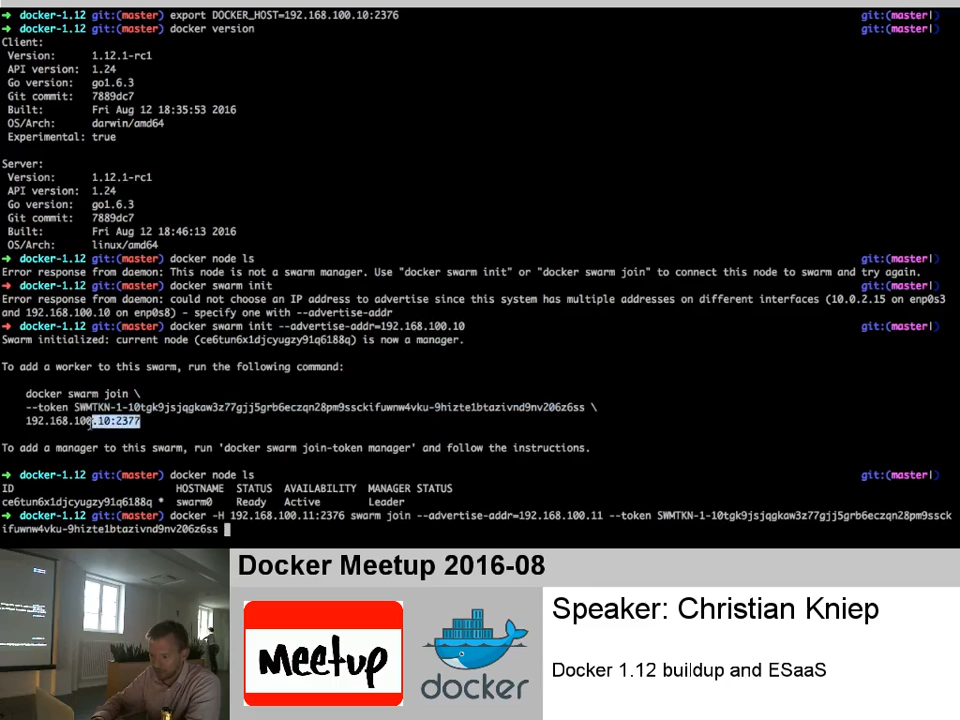 ➜ docker-1.12 git:(master) export DOCKER_HOST=192.168.100.10:2376 git:(master|)
➜ docker-1.12 git:(master) docker version git:(master|)
Client:
Version: 1.12.1-rc1
API version: 1.24
Go version: go1.6.3
Git commit: 7889dc7
Built: Fri Aug 12 18:35:53 2016
OS/Arch: darwin/amd64
Experimental: true
Server:
Version: 1.12.1-rc1
API version: 1.24
Go version: go1.6.3
Git commit: 7889dc7
Built: Fri Aug 12 18:46:13 2016
OS/Arch: linux/amd64
➜ docker-1.12 git:(master) docker node ls git:(master|)
Error response from daemon: This node is not a swarm manager. Use "docker swarm init" or "docker swarm join" to connect this node to swarm and try again.
➜ docker-1.12 git:(master) docker swarm init git:(master|)
Error response from daemon: could not choose an IP address to advertise since this system has multiple addresses on different interfaces (10.0.2.15 on enp0s3
and 192.168.100.10 on enp0s8) - specify one with --advertise-addr
➜ docker-1.12 git:(master) docker swarm init --advertise-addr=192.168.100.10 git:(master|)
Swarm initialized: current node (ce6tun6x1djcyugzy91q6188q) is now a manager.
To add a worker to this swarm, run the following command:
docker swarm join \
--token SWMTKN-1-10tgk9jsjqgkaw3z77gjj5grb6eczqn28pm9ssckifuwnw4vku-9hizte1btazivnd9nv206z6ss \
192.168.100.10:2377
To add a manager to this swarm, run 'docker swarm join-token manager' and follow the instructions.
➜ docker-1.12 git:(master) docker node ls git:(master|)
ID HOSTNAME STATUS AVAILABILITY MANAGER STATUS
ce6tun6x1djcyugzy91q6188q * swarm0 Ready Active Leader
➜ docker-1.12 git:(master) docker -H 192.168.100.11:2376 swarm join --advertise-addr=192.168.100.11 --token SWMTKN-1-10tgk9jsjqgkaw3z77gjj5grb6eczqn28pm9ssck
ifuwnw4vku-9hizte1btazivnd9nv206z6ss
Docker Meetup 2016-08
Meetup
docker
Speaker: Christian Kniep
Docker 1.12 buildup and ESaaS